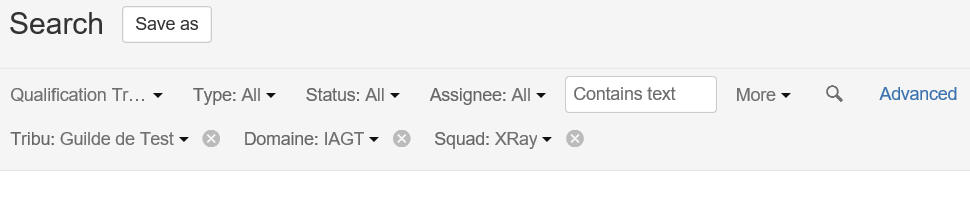 Search Save as
Qualification Tr... Type: All Status: All Assignee: All Contains text More Advanced
Tribu: Guilde de Test Domaine: IAGT Squad: XRay